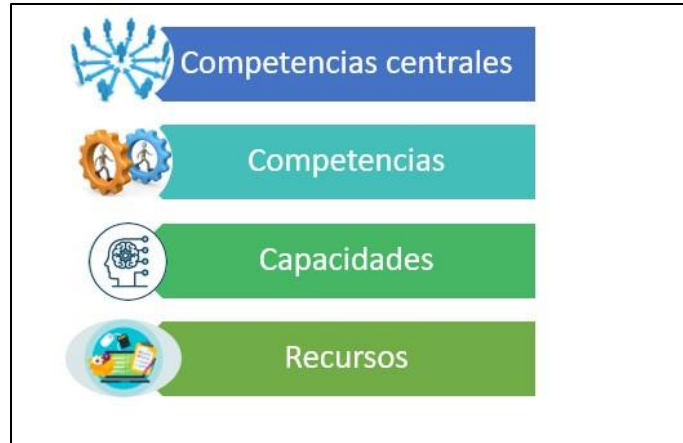 Competencias centrales
Competencias
Capacidades
Recursos